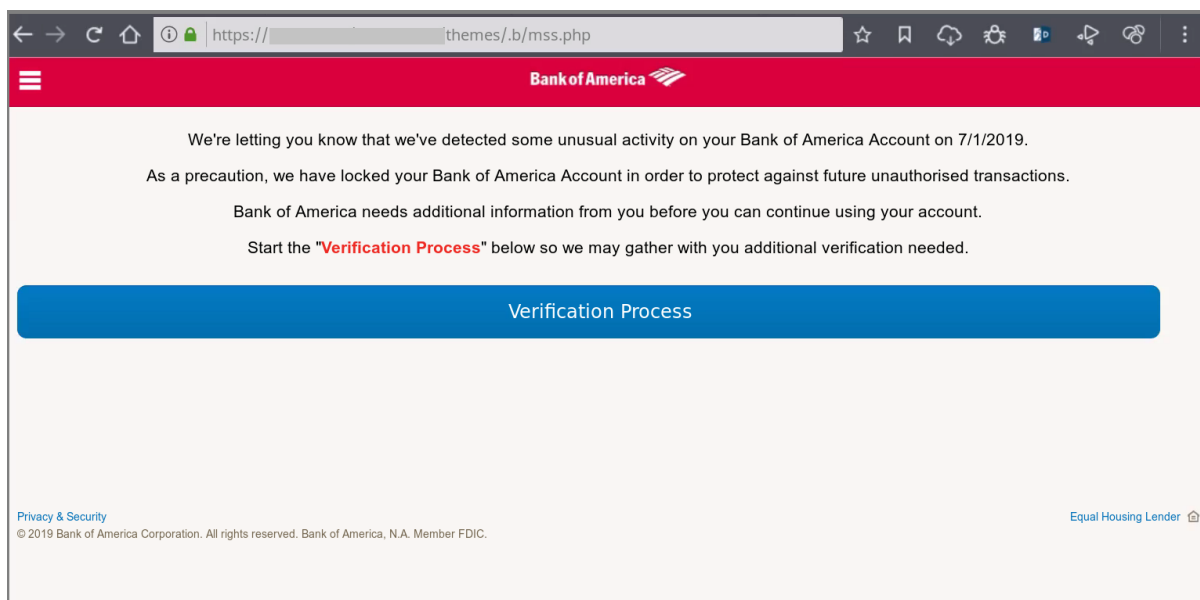 https://
themes/.b/mss.php
Bank of America
We're letting you know that we've detected some unusual activity on your Bank of America Account on 7/1/2019.
As a precaution, we have locked your Bank of America Account in order to protect against future unauthorised transactions.
Bank of America needs additional information from you before you can continue using your account.
Start the "Verification Process" below so we may gather with you additional verification needed.
Verification Process
Privacy & Security
Equal Housing Lender
© 2019 Bank of America Corporation. All rights reserved. Bank of America, N.A. Member FDIC.